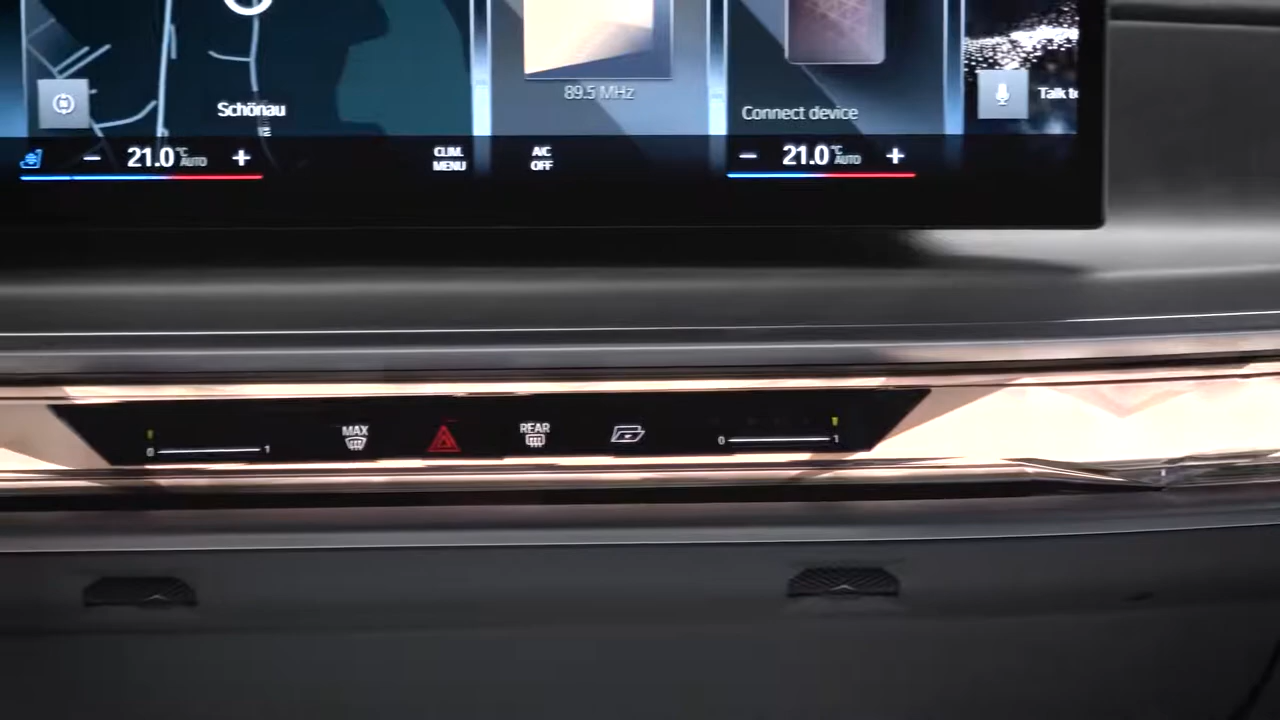 Schönau
89.5 MHz
Connect device
Talk to
21.0 °C AUTO
CLIM. MENU
A/C OFF
21.0 °C AUTO
0 1
MAX
REAR
0 1